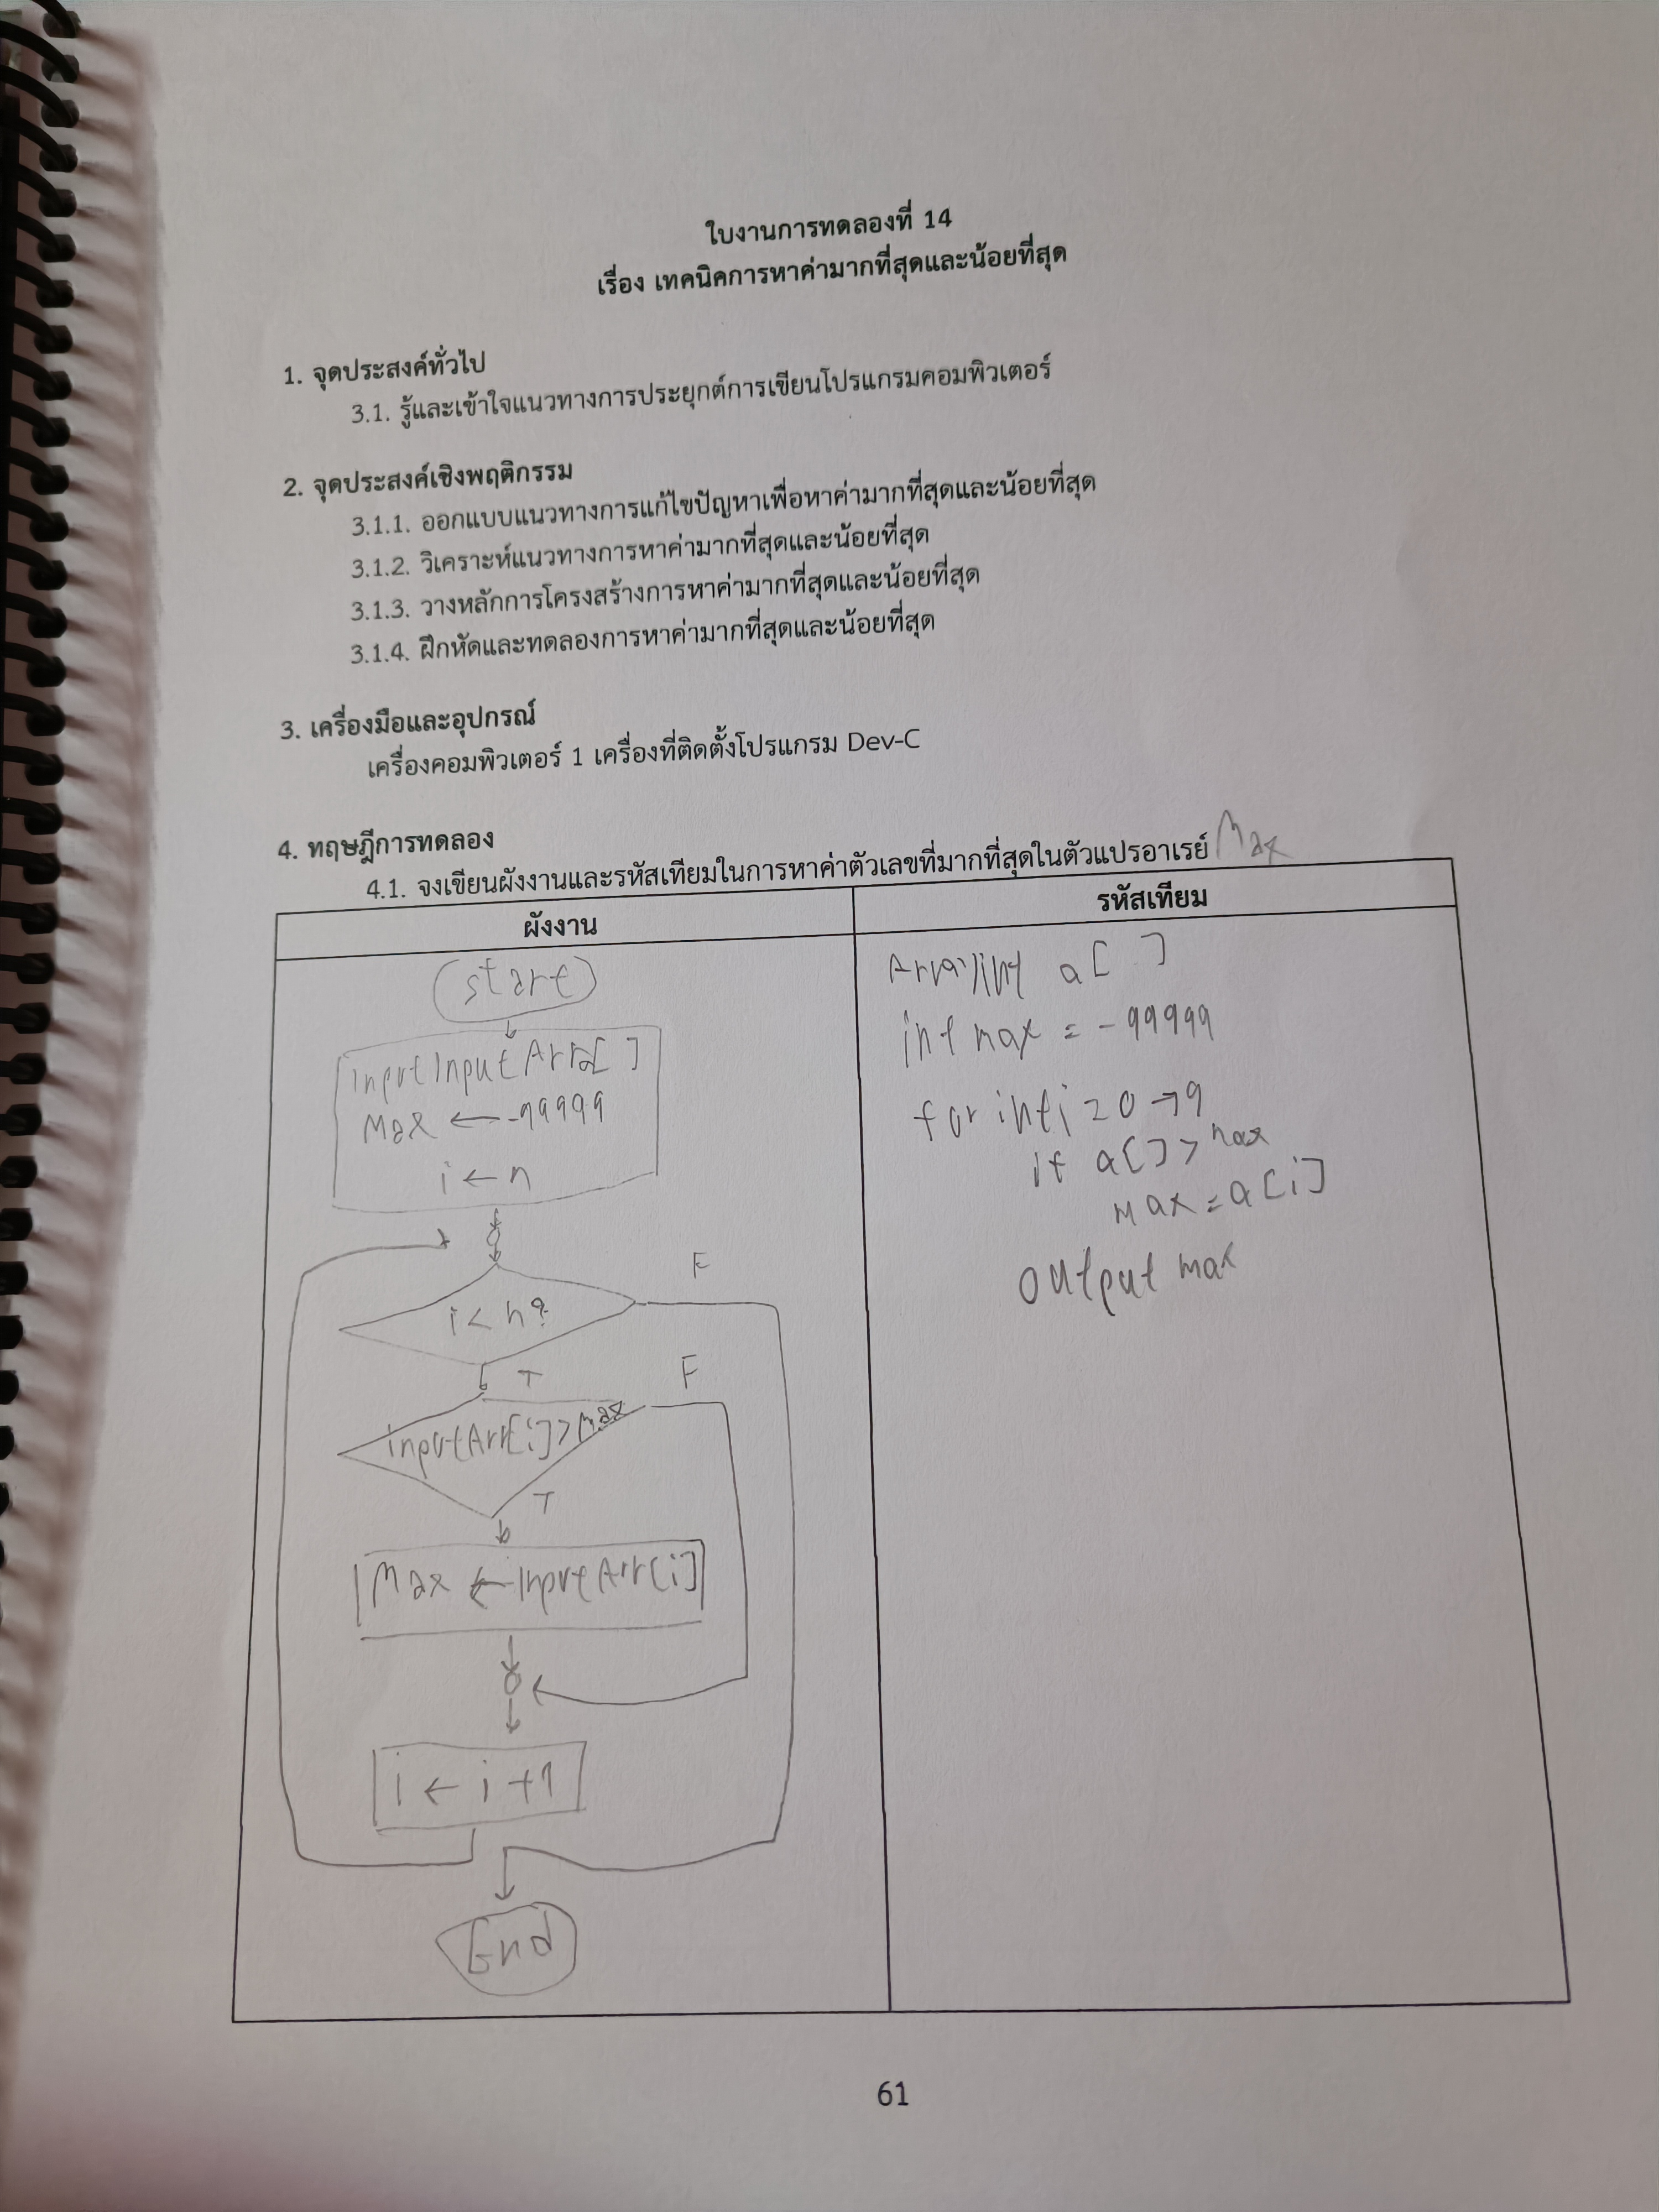 ใบงานการทดลองที่ 14
เรื่อง เทคนิคการหาค่ามากที่สุดและน้อยที่สุด
1. จุดประสงค์ทั่วไป
3.1. รู้และเข้าใจแนวทางการประยุกต์การเขียนโปรแกรมคอมพิวเตอร์
2. จุดประสงค์เชิงพฤติกรรม
3.1.1. ออกแบบแนวทางการแก้ไขปัญหาเพื่อหาค่ามากที่สุดและน้อยที่สุด
3.1.2. วิเคราะห์แนวทางการหาค่ามากที่สุดและน้อยที่สุด
3.1.3. วางหลักการโครงสร้างการหาค่ามากที่สุดและน้อยที่สุด
3.1.4. ฝึกหัดและทดลองการหาค่ามากที่สุดและน้อยที่สุด
3. เครื่องมือและอุปกรณ์
เครื่องคอมพิวเตอร์ 1 เครื่องที่ติดตั้งโปรแกรม Dev-C
4. ทฤษฎีการทดลอง
4.1. จงเขียนผังงานและรหัสเทียมในการหาค่าตัวเลขที่มากที่สุดในตัวแปรอาเรย์ Max
ผังงาน
start
input InputArr[ ]
Max ← -99999
i ← n
i < n?
F
T
inputArr[i] > Max
F
T
Max ← InputArr[i]
i ← i +1
End
รหัสเทียม
a[ ]
int max = -99999
for int i = 0 → 9
if a[ ] > max
max = a[i]
output max
61